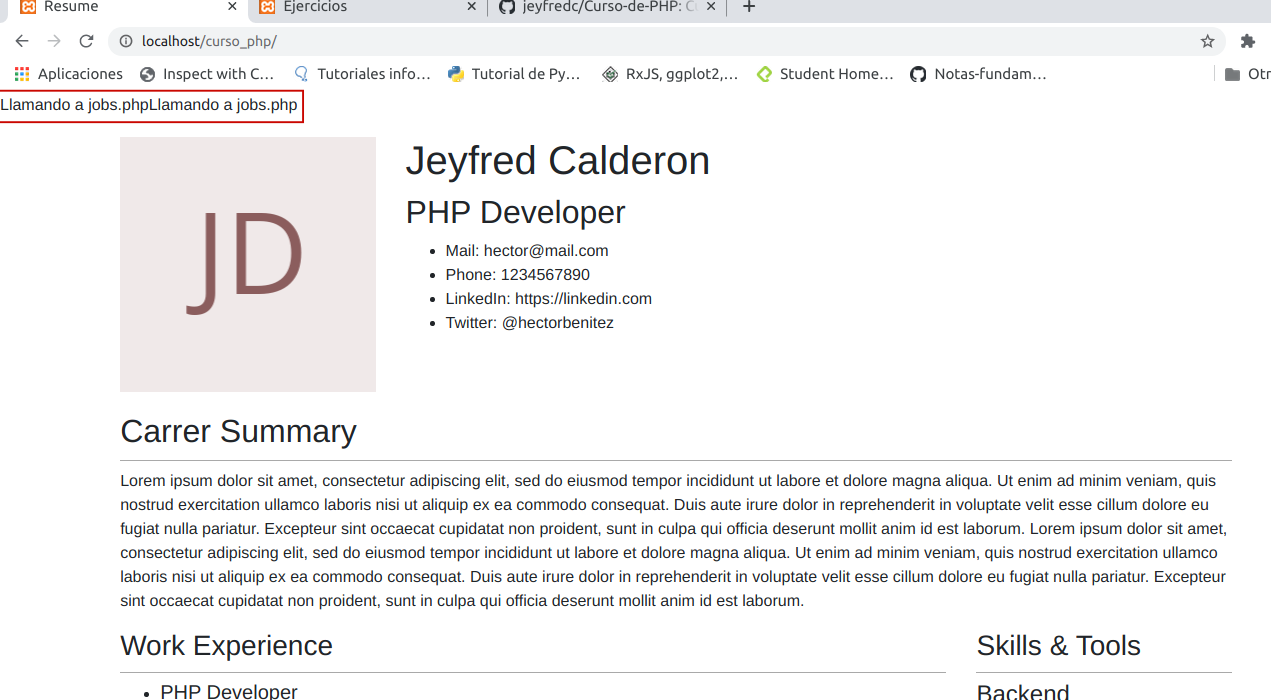 Resume
Ejercicios
jeyfredc/Curso-de-PHP: C
localhost/curso_php/
Aplicaciones
Inspect with C...
Tutoriales info...
Tutorial de Py...
RxJS, ggplot2,...
Student Home...
Notas-fundam...
Otr
Llamando a jobs.phpLlamando a jobs.php
JD
Jeyfred Calderon
PHP Developer
Mail: hector@mail.com
Phone: 1234567890
LinkedIn: https://linkedin.com
Twitter: @hectorbenitez
Carrer Summary
Lorem ipsum dolor sit amet, consectetur adipiscing elit, sed do eiusmod tempor incididunt ut labore et dolore magna aliqua. Ut enim ad minim veniam, quis
nostrud exercitation ullamco laboris nisi ut aliquip ex ea commodo consequat. Duis aute irure dolor in reprehenderit in voluptate velit esse cillum dolore eu
fugiat nulla pariatur. Excepteur sint occaecat cupidatat non proident, sunt in culpa qui officia deserunt mollit anim id est laborum. Lorem ipsum dolor sit amet,
consectetur adipiscing elit, sed do eiusmod tempor incididunt ut labore et dolore magna aliqua. Ut enim ad minim veniam, quis nostrud exercitation ullamco
laboris nisi ut aliquip ex ea commodo consequat. Duis aute irure dolor in reprehenderit in voluptate velit esse cillum dolore eu fugiat nulla pariatur. Excepteur
sint occaecat cupidatat non proident, sunt in culpa qui officia deserunt mollit anim id est laborum.
Work Experience
PHP Developer
Skills & Tools
Backend